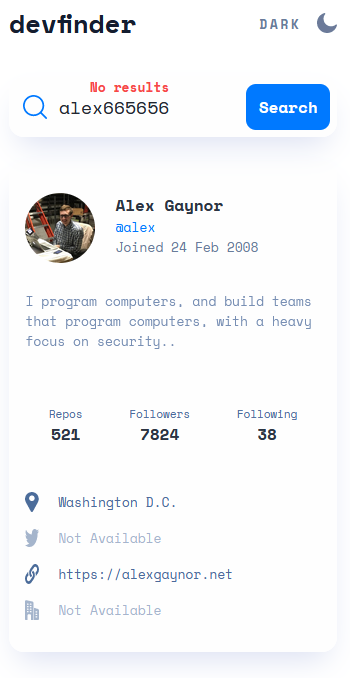 devfinder
DARK
No results
alex665656
Search
Alex Gaynor
@alex
Joined 24 Feb 2008
I program computers, and build teams
that program computers, with a heavy
focus on security..
Repos Followers Following
521 7824 38
Washington D.C.
Not Available
https://alexgaynor.net
Not Available